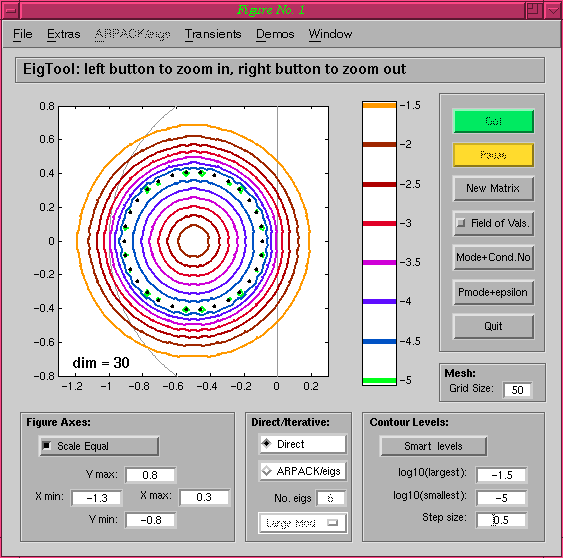 Figure No. 1
File Extras ARPACK/eigs Transients Demos Window
EigTool: left button to zoom in, right button to zoom out
0.8
0.6
0.4
0.2
0
−0.2
−0.4
−0.6
−0.8
dim = 30
−1.2 −1 −0.8 −0.6 −0.4 −0.2 0 0.2
−1.5
−2
−2.5
−3
−3.5
−4
−4.5
−5
Go!
Pause
New Matrix
Field of Vals.
Mode+Cond.No
Pmode+epsilon
Quit
Mesh:
Grid Size: 50
Figure Axes:
Scale Equal
Y max: 0.8
X min: −1.3 X max: 0.3
Y min: −0.8
Direct/Iterative:
Direct
ARPACK/eigs
No. eigs 6
Large Mod
Contour Levels:
Smart levels
log10(largest): −1.5
log10(smallest): −5
Step size: 0.5